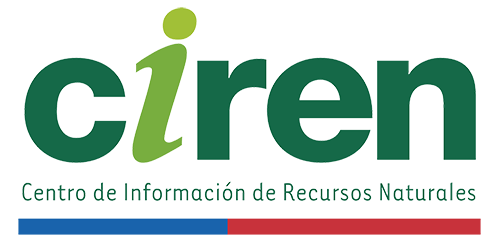 ciren
Centro de Información de Recursos Naturales